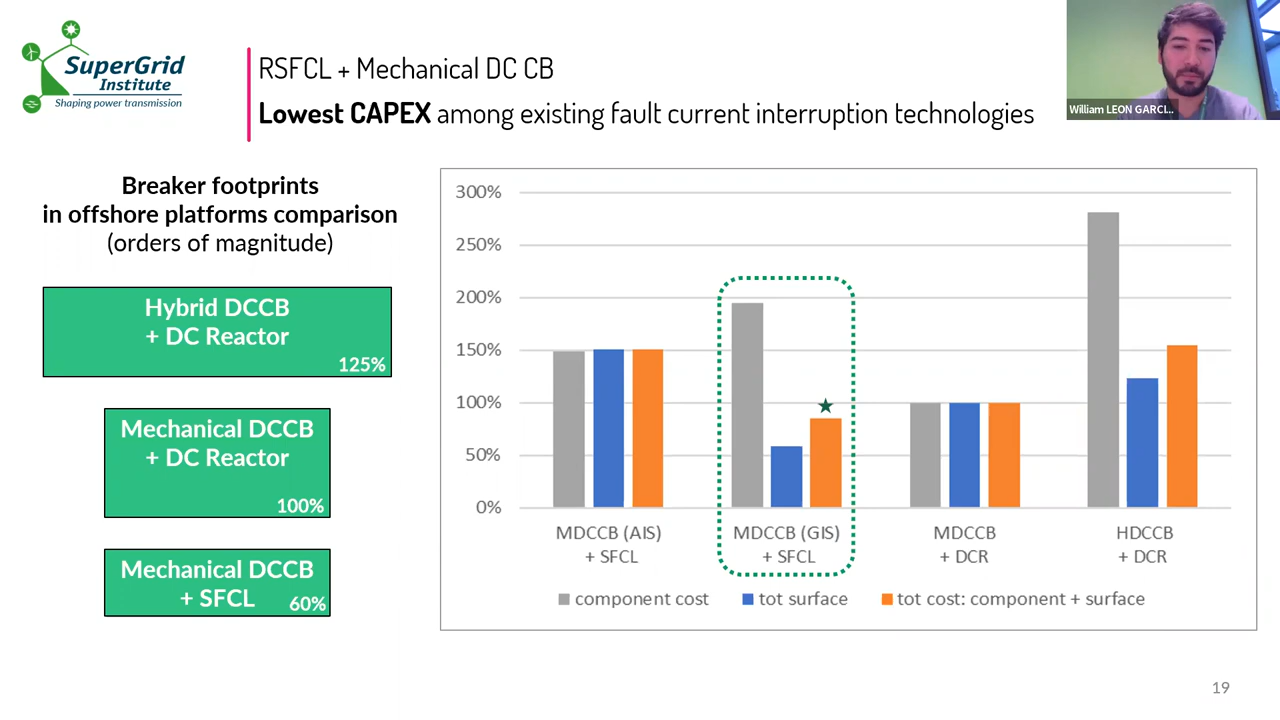 SuperGrid
Institute
Shaping power transmission
RSFCL + Mechanical DC CB
Lowest CAPEX among existing fault current interruption technologies
William LEON GARCI...
Breaker footprints
in offshore platforms comparison
(orders of magnitude)
Hybrid DCCB
+ DC Reactor
125%
Mechanical DCCB
+ DC Reactor
100%
Mechanical DCCB
+ SFCL 60%
300%
250%
200%
150%
100%
50%
0%
MDCCB (AIS)
+ SFCL
MDCCB (GIS)
+ SFCL
MDCCB
+ DCR
HDCCB
+ DCR
component cost tot surface tot cost: component + surface
19